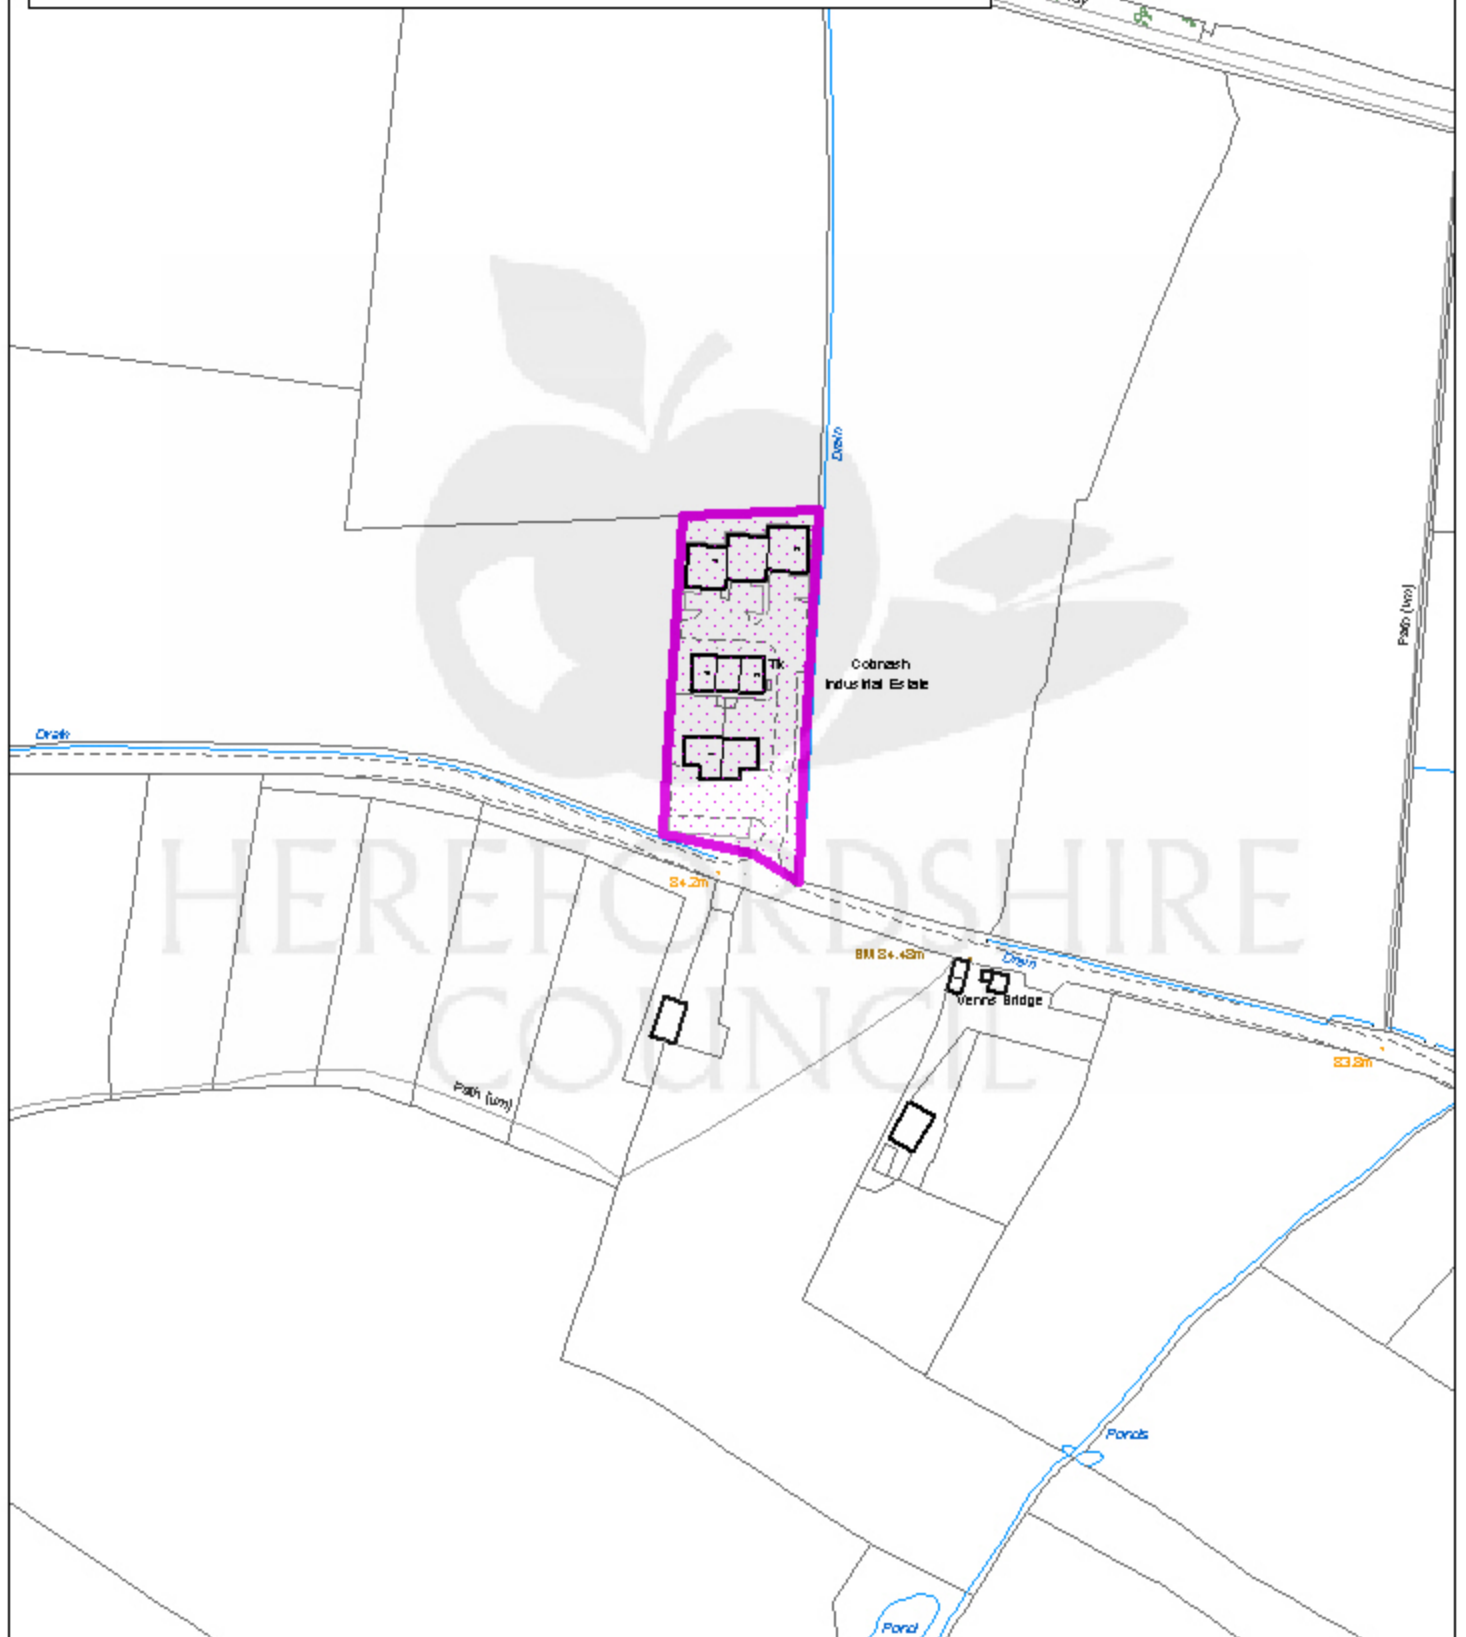 Drain
Cobnash
Industrial Estate
Tk
Path (um)
Drain
84.2m
HEREFORDSHIRE
COUNCIL
BM 84.48m
Drain
Venns Bridge
83.8m
Path (um)
Ponds
Pond